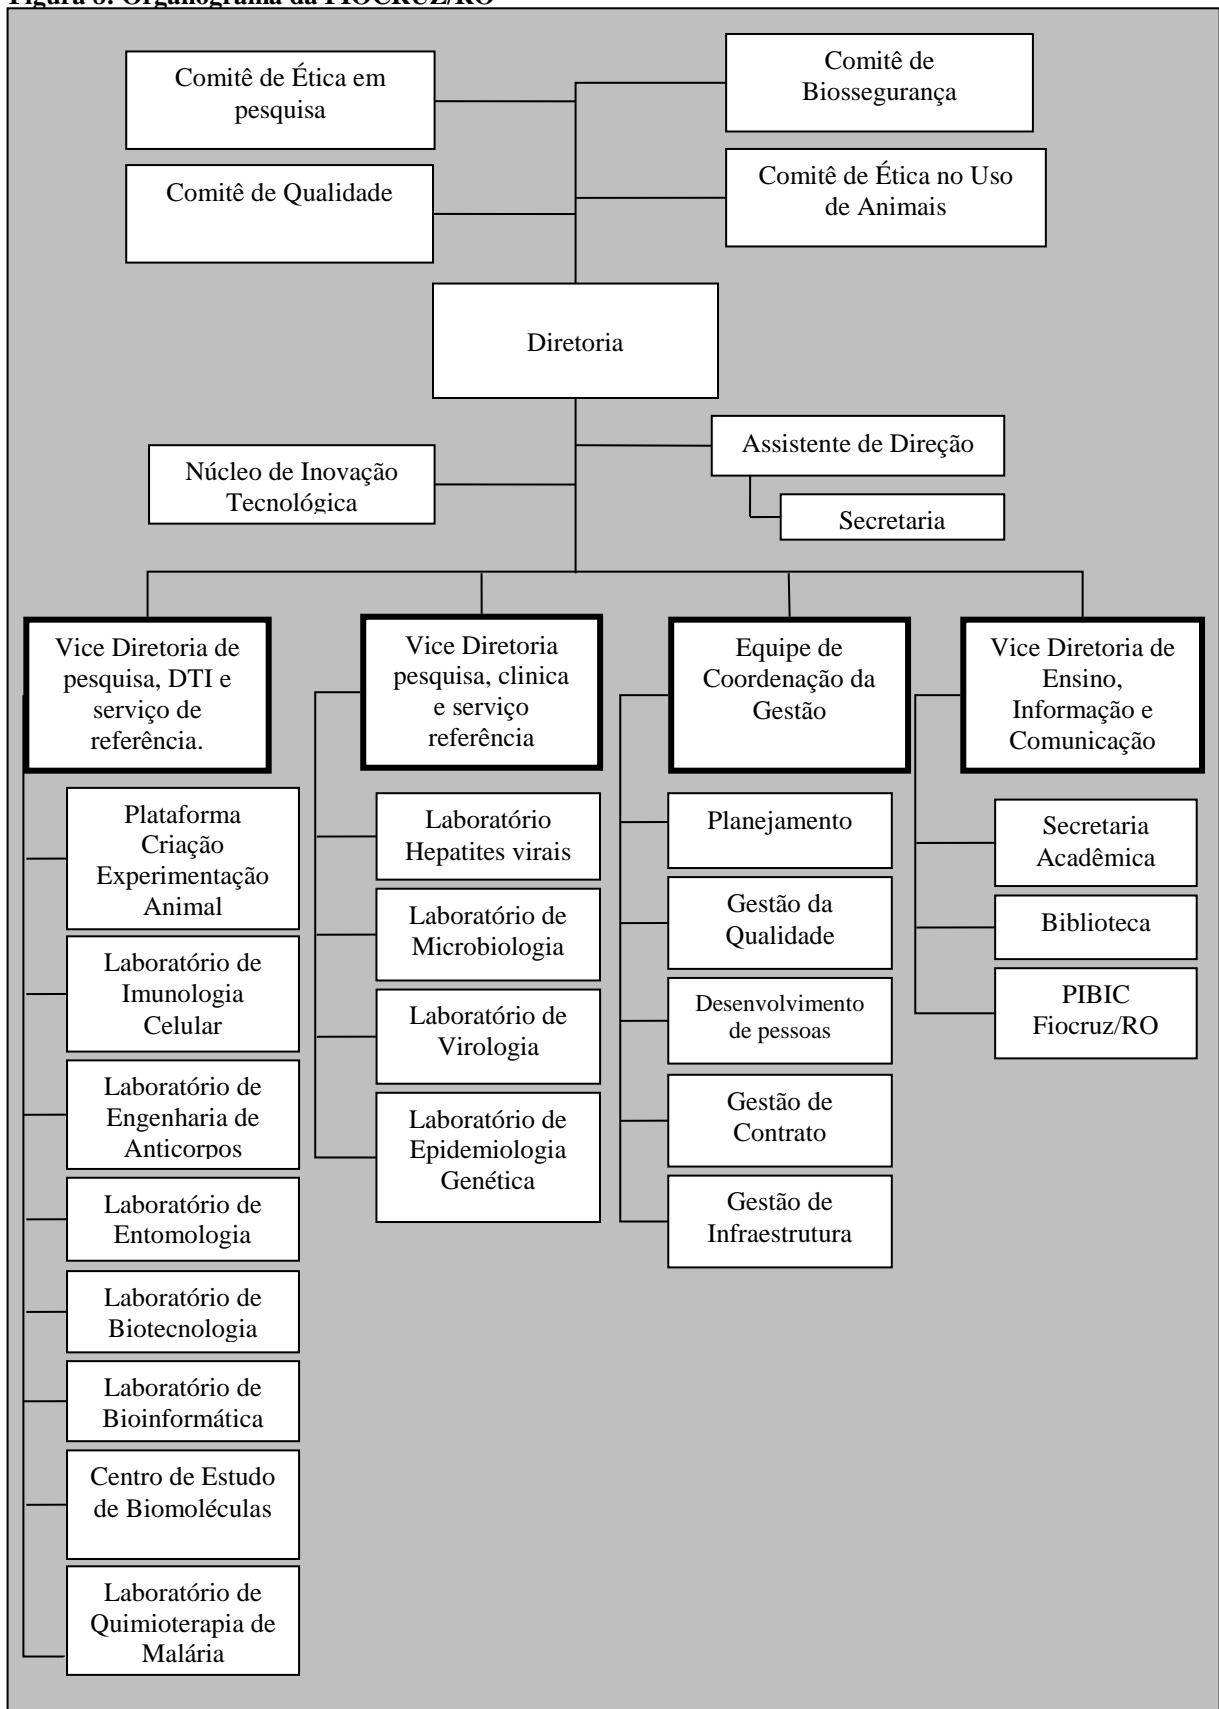 Figura 8: Organograma da FIOCRUZ/RO
Comitê de Ética em
pesquisa
Comitê de
Biossegurança
Comitê de Qualidade
Comitê de Ética no Uso
de Animais
Diretoria
Assistente de Direção
Núcleo de Inovação
Tecnológica
Secretaria
Vice Diretoria de
pesquisa, DTI e
serviço de
referência.
Vice Diretoria
pesquisa, clinica
e serviço
referência
Equipe de
Coordenação da
Gestão
Vice Diretoria de
Ensino,
Informação e
Comunicação
Plataforma
Criação
Experimentação
Animal
Laboratório de
Imunologia
Celular
Laboratório de
Engenharia de
Anticorpos
Laboratório de
Entomologia
Laboratório de
Biotecnologia
Laboratório de
Bioinformática
Centro de Estudo
de Biomoléculas
Laboratório de
Quimioterapia de
Malária
Laboratório
Hepatites virais
Laboratório de
Microbiologia
Laboratório de
Virologia
Laboratório de
Epidemiologia
Genética
Planejamento
Gestão da
Qualidade
Desenvolvimento
de pessoas
Gestão de
Contrato
Gestão de
Infraestrutura
Secretaria
Acadêmica
Biblioteca
PIBIC
Fiocruz/RO